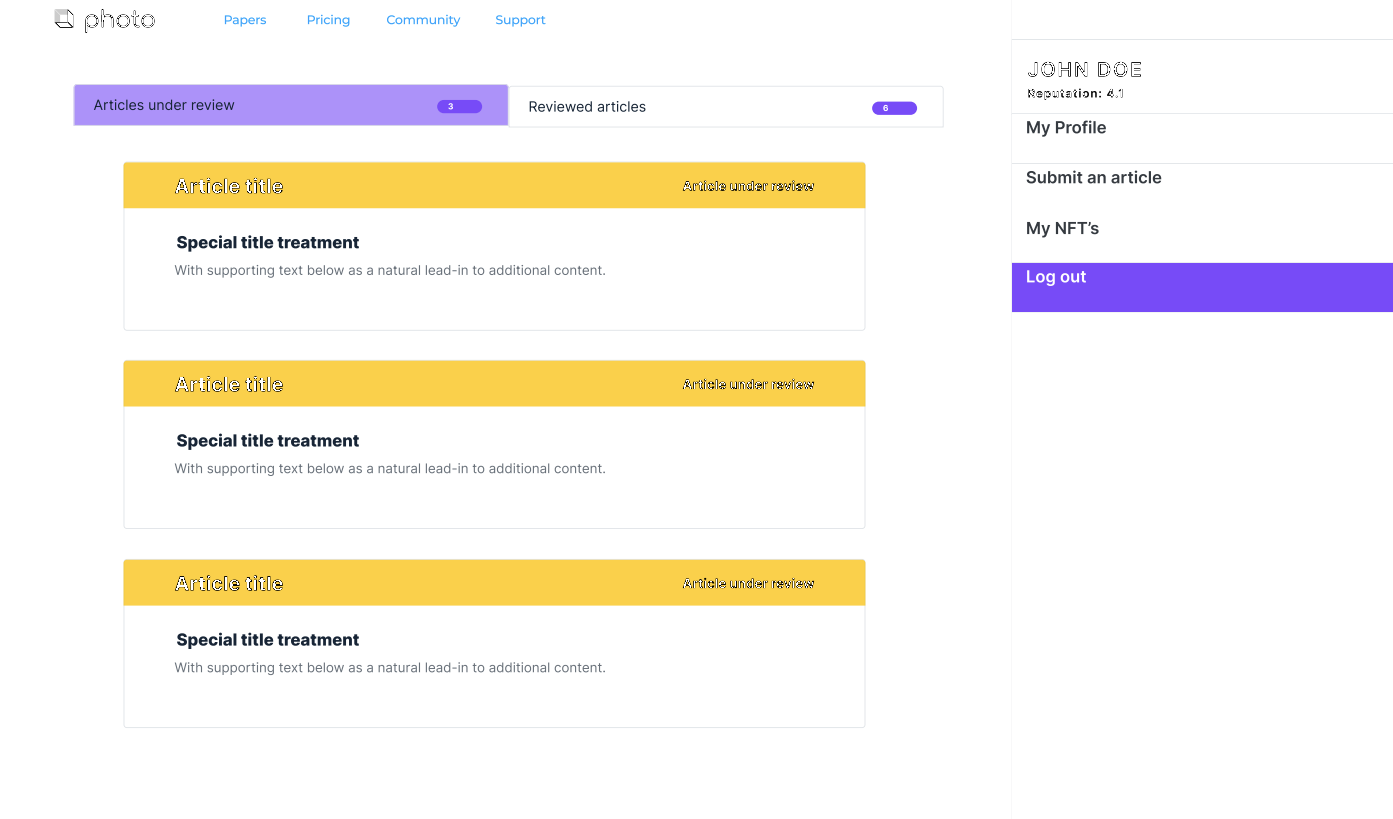 photo
Papers Pricing Community Support
Articles under review 3
Reviewed articles 6
Article title Article under review
Special title treatment
With supporting text below as a natural lead-in to additional content.
Article title Article under review
Special title treatment
With supporting text below as a natural lead-in to additional content.
Article title Article under review
Special title treatment
With supporting text below as a natural lead-in to additional content.
JOHN DOE
Reputation: 4.1
My Profile
Submit an article
My NFT’s
Log out